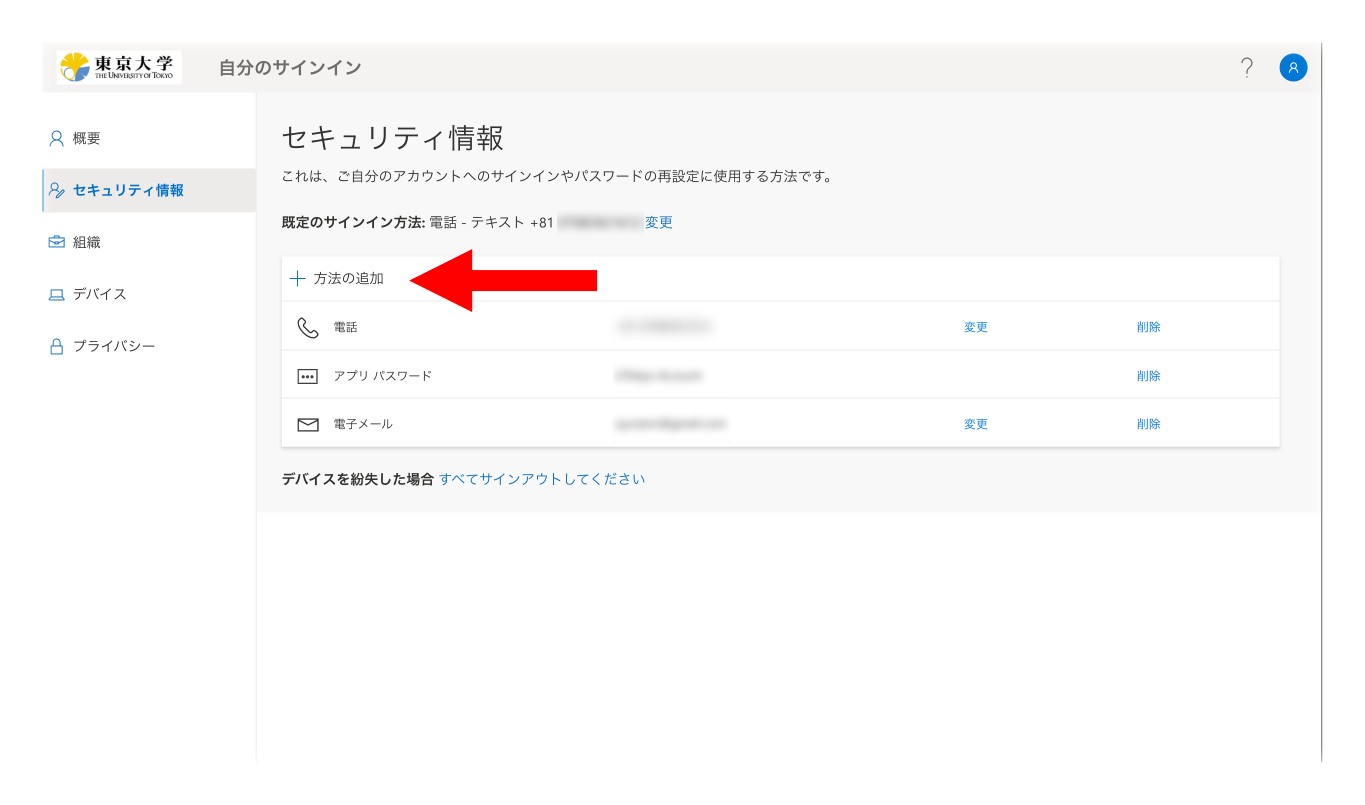 東京大学
THE UNIVERSITY OF TOKYO
自分のサインイン
?
概要
セキュリティ情報
組織
デバイス
プライバシー
セキュリティ情報
これは、ご自分のアカウントへのサインインやパスワードの再設定に使用する方法です。
既定のサインイン方法: 電話 - テキスト +81 変更
方法の追加
電話 変更 削除
アプリ パスワード 削除
電子メール 変更 削除
デバイスを紛失した場合 すべてサインアウトしてください